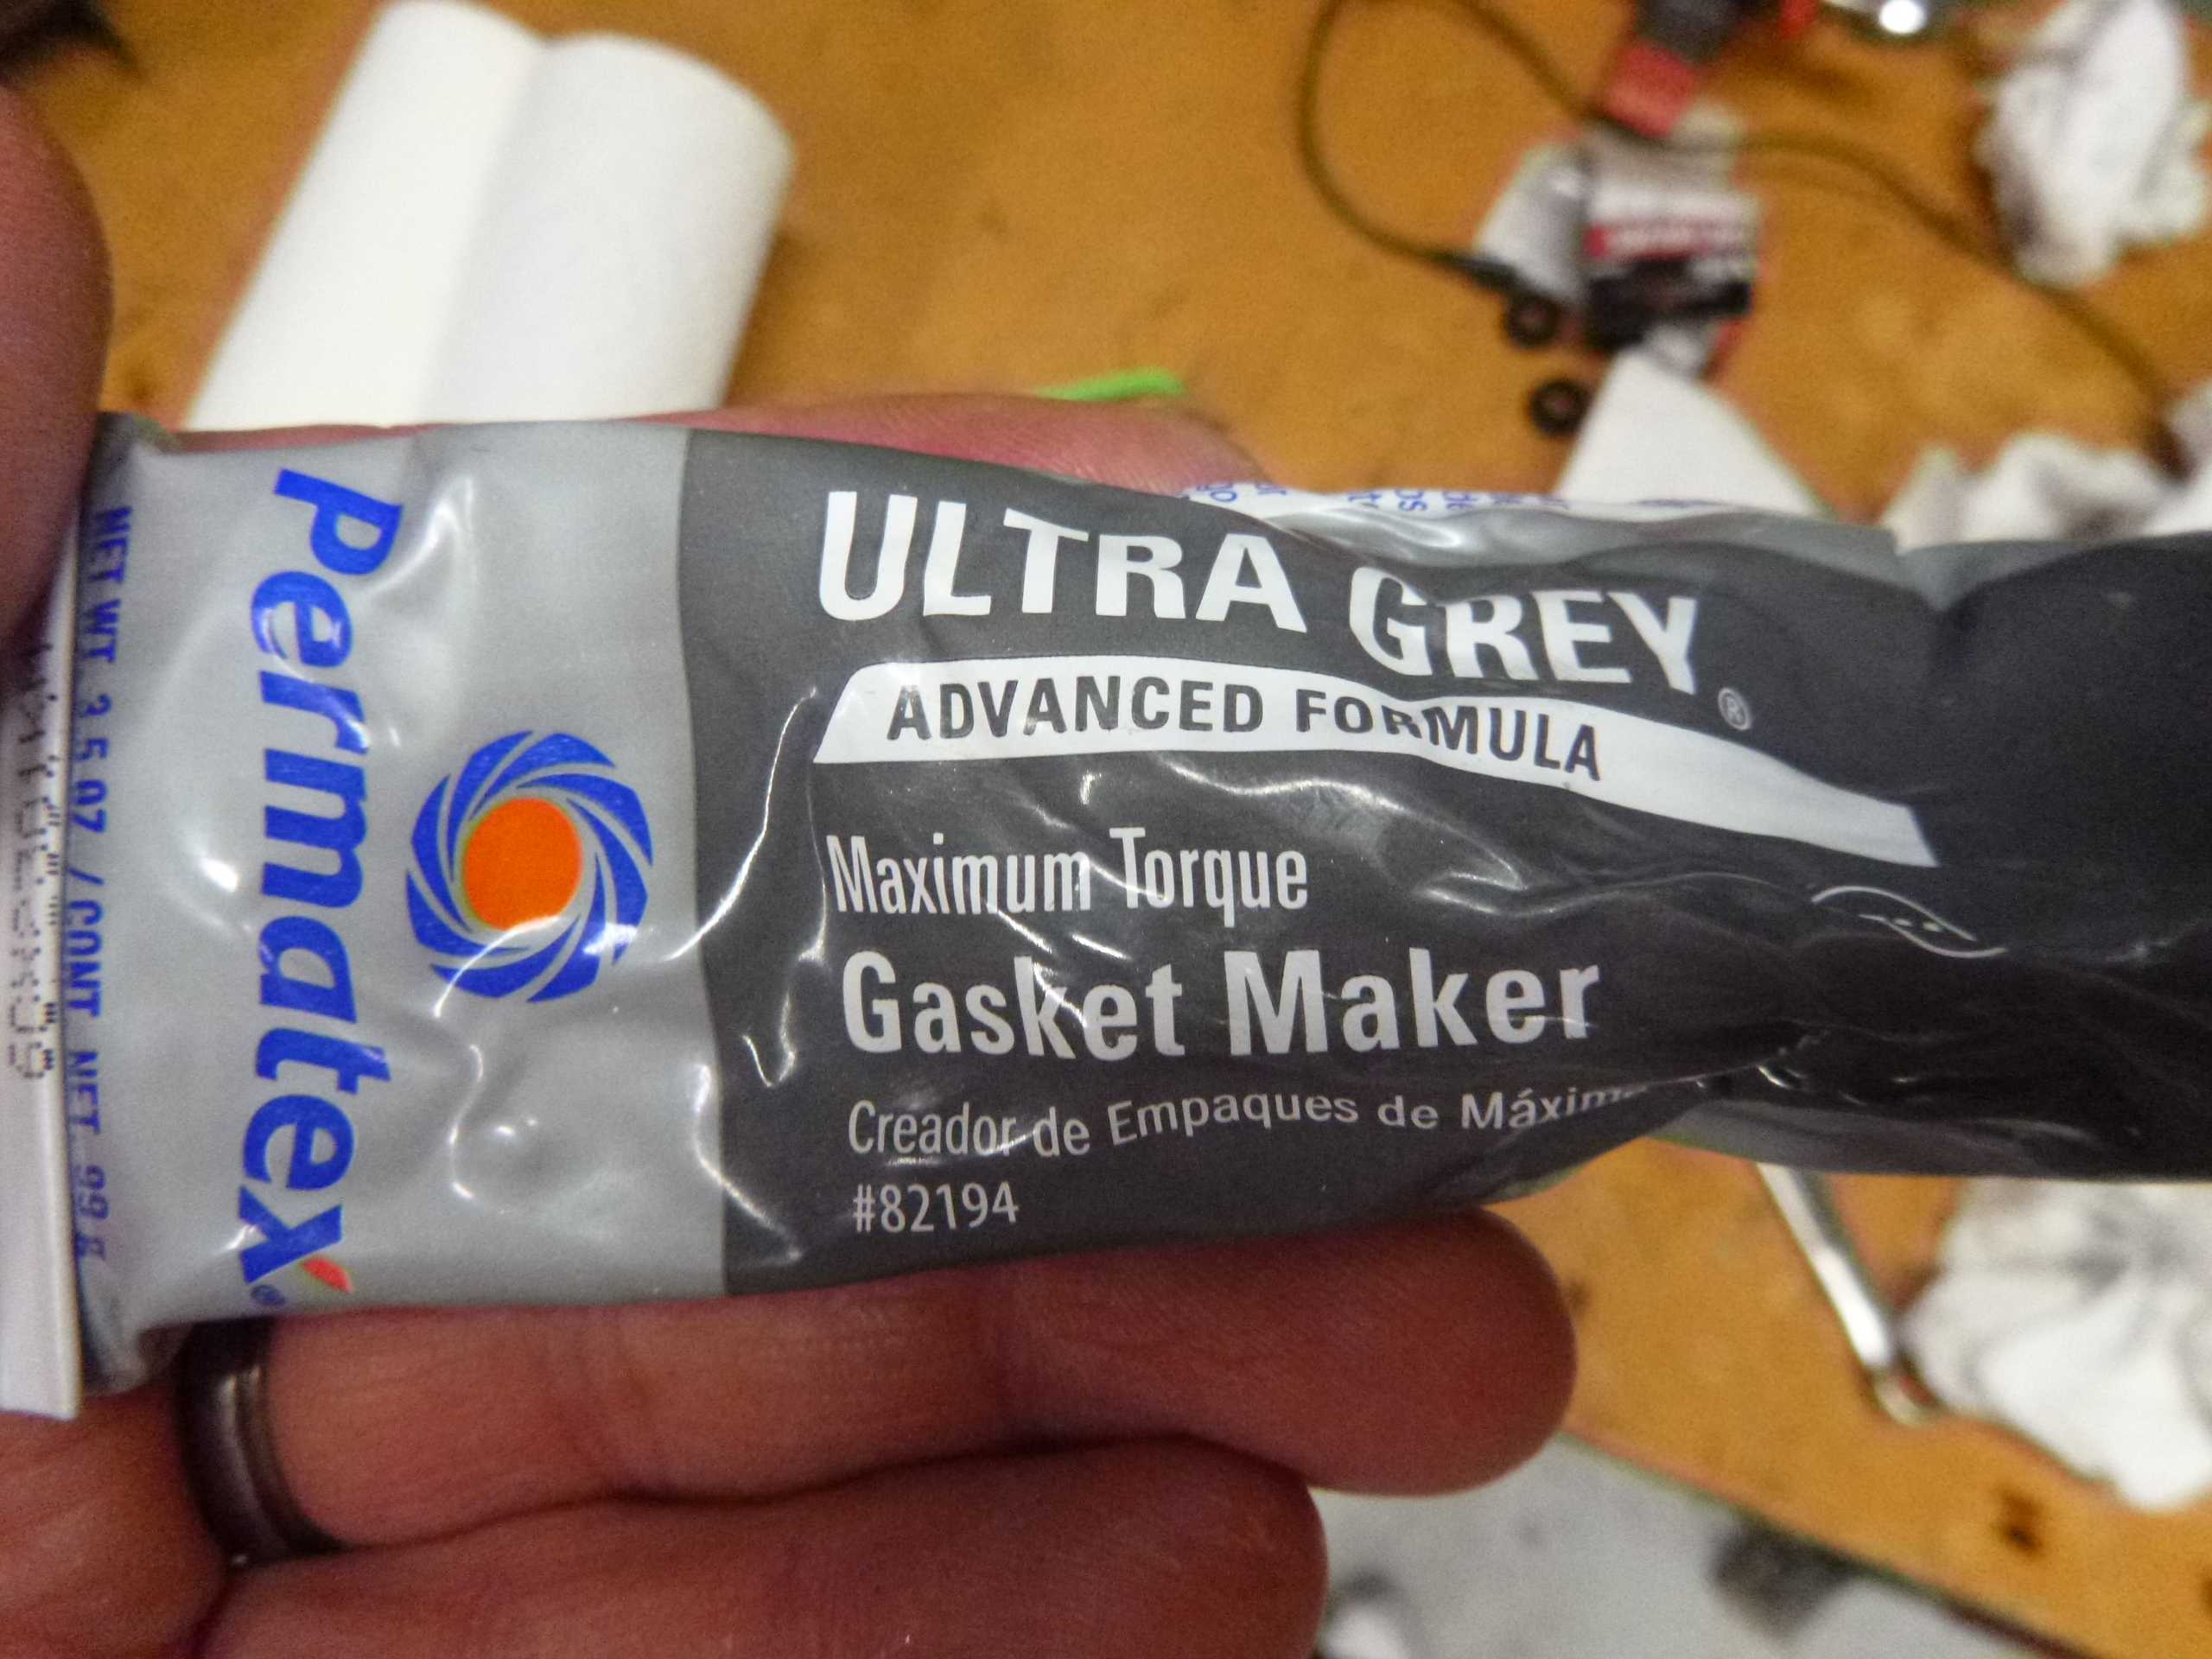 Permatex®
NET WT 3.5 OZ / CONT NET 99 g
ULTRA GREY®
ADVANCED FORMULA
Maximum Torque
Gasket Maker
Creador de Empaques de
#82194